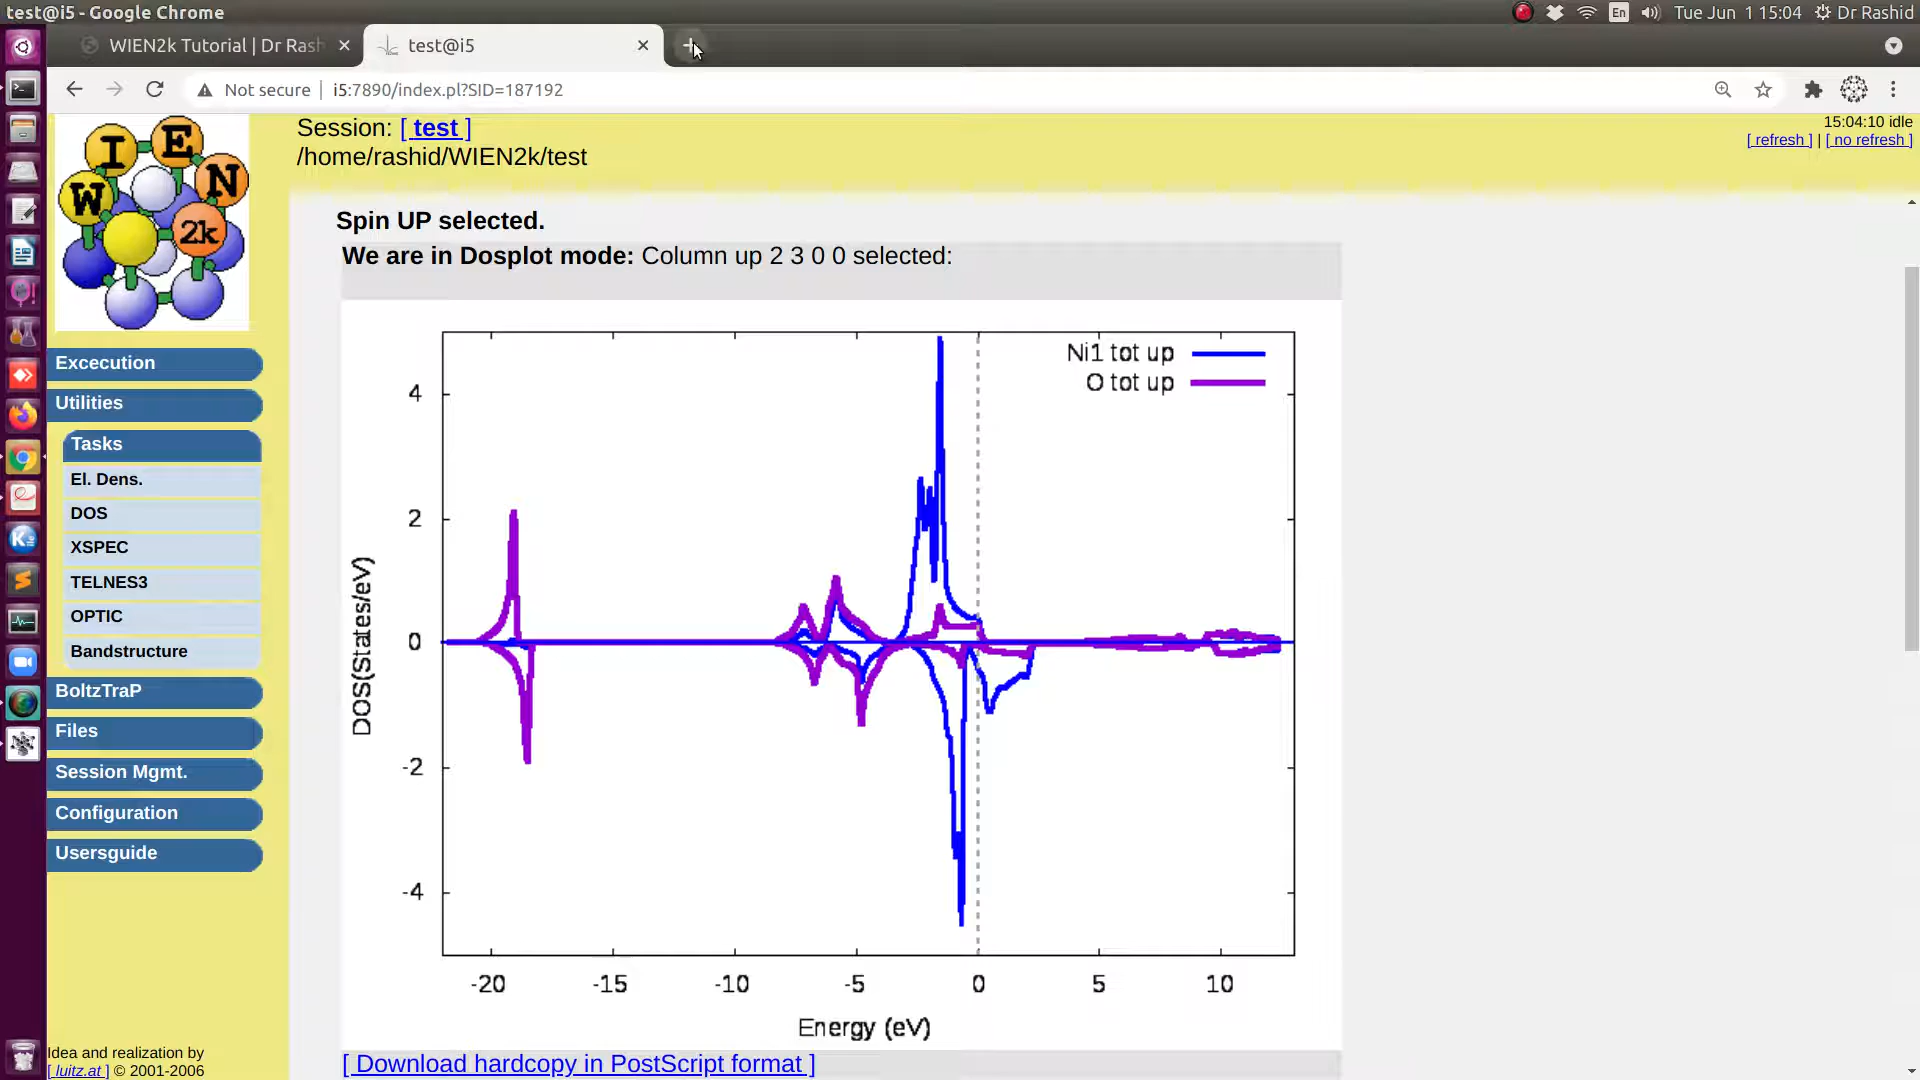 test@i5 - Google Chrome
En
Tue Jun 1 15:04
Dr Rashid
WIEN2k Tutorial | Dr Rash
test@i5
Not secure
i5:7890/index.pl?SID=187192
W I E N 2k
Session: [ test ]
/home/rashid/WIEN2k/test
15:04:10 idle
[ refresh ] | [ no refresh ]
Excecution
Utilities
Tasks
El. Dens.
DOS
XSPEC
TELNES3
OPTIC
Bandstructure
BoltzTraP
Files
Session Mgmt.
Configuration
Usersguide
Idea and realization by
[ luitz.at ] © 2001-2006
Spin UP selected.
We are in Dosplot mode: Column up 2 3 0 0 selected:
Ni1 tot up
O tot up
DOS(States/eV)
4
2
0
-2
-4
-20 -15 -10 -5 0 5 10
Energy (eV)
[ Download hardcopy in PostScript format ]